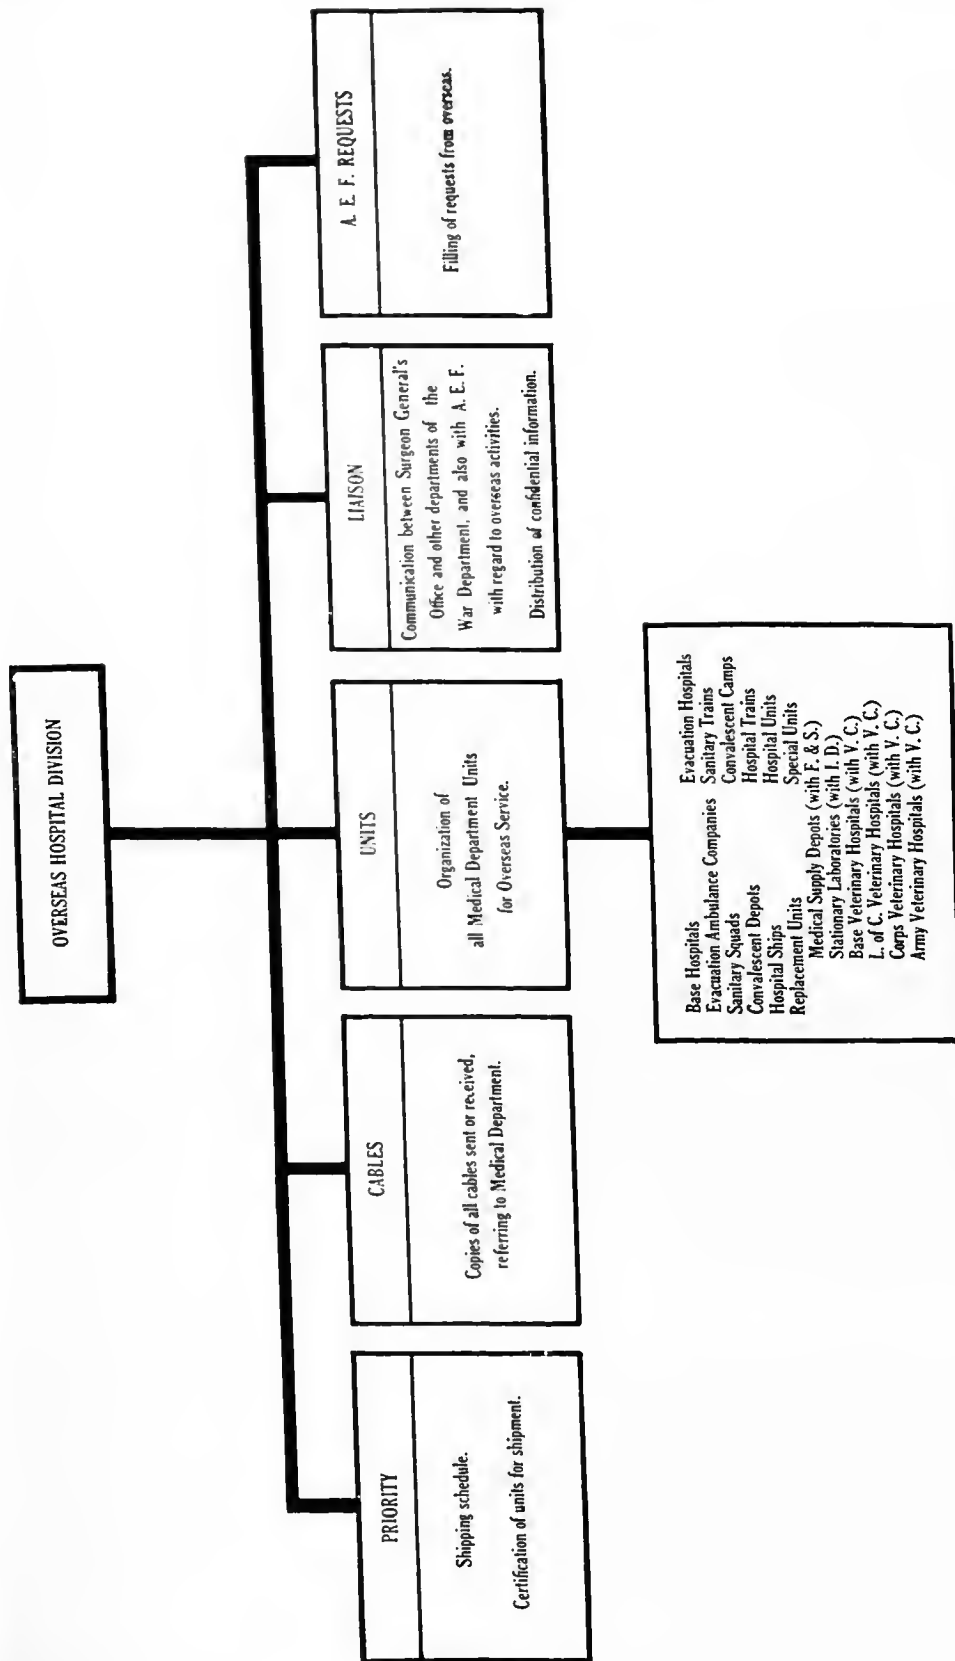 OVERSEAS HOSPITAL DIVISION
PRIORITY
Shipping schedule.
Certification of units for shipment.
CABLES
Copies of all cables sent or received,
referring to Medical Department.
UNITS
Organization of
all Medical Department Units
for Overseas Service.
LIAISON
Communication between Surgeon General's
Office and other departments of the
War Department, and also with A. E. F.
with regard to overseas activities.
Distribution of confidential information.
A. E. F. REQUESTS
Filling of requests from overseas.
Base Hospitals Evacuation Hospitals
Evacuation Ambulance Companies Sanitary Trains
Sanitary Squads Convalescent Camps
Convalescent Depots Hospital Trains
Hospital Ships Hospital Units
Replacement Units Special Units
Medical Supply Depots (with F. & S.)
Stationary Laboratories (with I. D.)
Base Veterinary Hospitals (with V. C.)
L. of C. Veterinary Hospitals (with V. C.)
Corps Veterinary Hospitals (with V. C.)
Army Veterinary Hospitals (with V. C.)